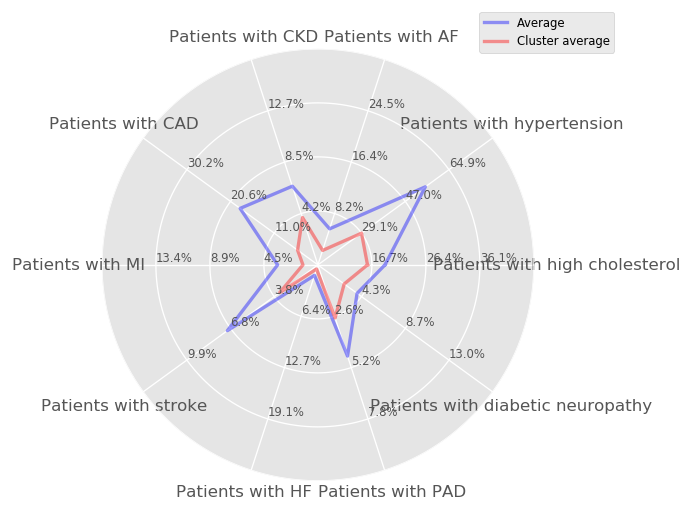 Average
Cluster average
Patients with CKD Patients with AF
12.7% 24.5%
Patients with CAD Patients with hypertension
30.2% 8.5% 16.4% 64.9%
20.6% 47.0%
4.2% 8.2%
11.0% 29.1%
Patients with MI 13.4% 8.9% 4.5% 16.7% 26.4% 36.1% Patients with high cholesterol
3.8% 4.3%
6.8% 6.4% 2.6% 8.7%
9.9% 12.7% 5.2% 13.0%
Patients with stroke 19.1% 7.8% Patients with diabetic neuropathy
Patients with HF Patients with PAD